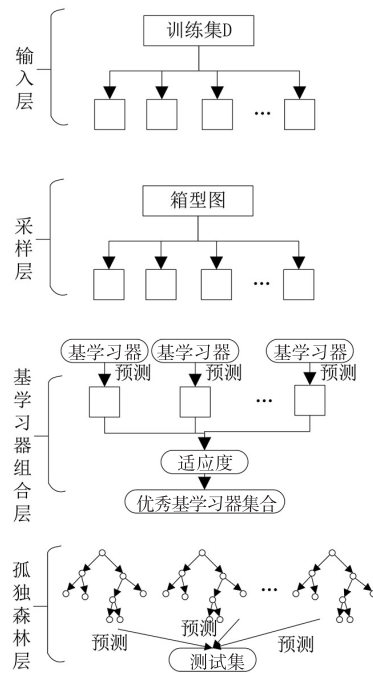 输入层
训练集D
...
采样层
箱型图
...
基学习器组合层
基学习器 基学习器 基学习器
预测 预测 预测
...
适应度
优秀基学习器集合
孤独森林层
...
预测 预测 预测
测试集